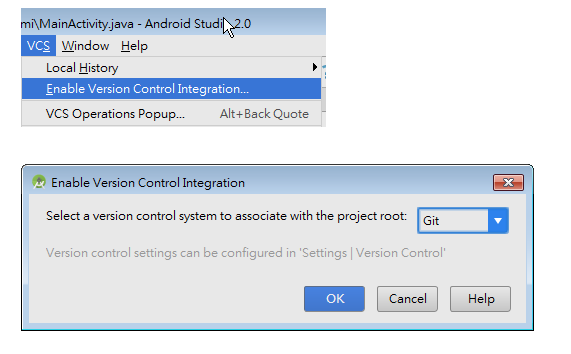 mi\MainActivity.java - Android Studio 2.0
VCS Window Help
Local History
Enable Version Control Integration...
VCS Operations Popup... Alt+Back Quote
Enable Version Control Integration
Select a version control system to associate with the project root: Git
Version control settings can be configured in 'Settings | Version Control'
OK Cancel Help